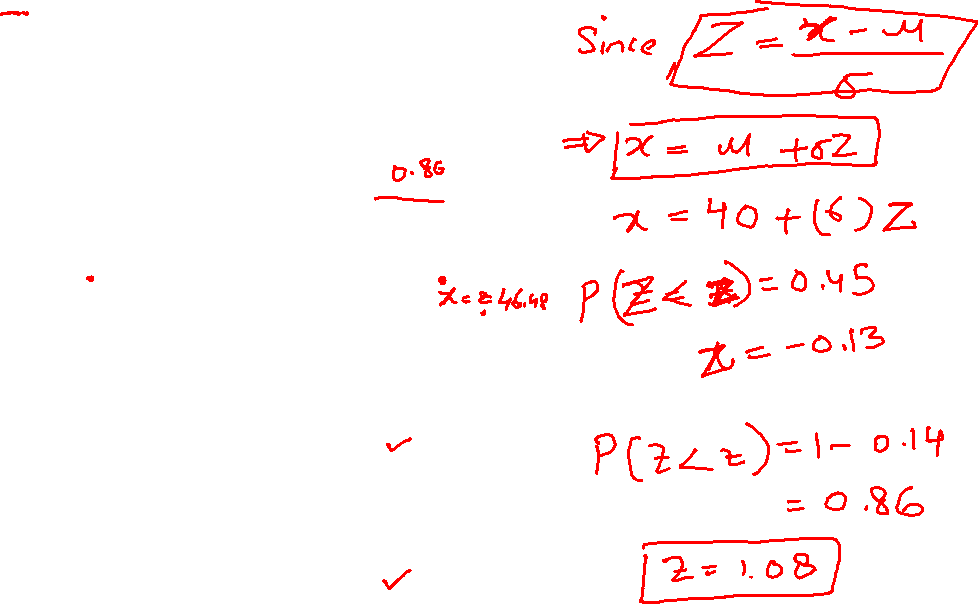 Since Z = x - μ / σ
⇒ x = μ + σZ
0.86
x = 40 + (6) Z
x = 46.48
P(Z < z) = 0.45
z = -0.13
✓ P(Z < z) = 1 - 0.14
= 0.86
✓ z = 1.08